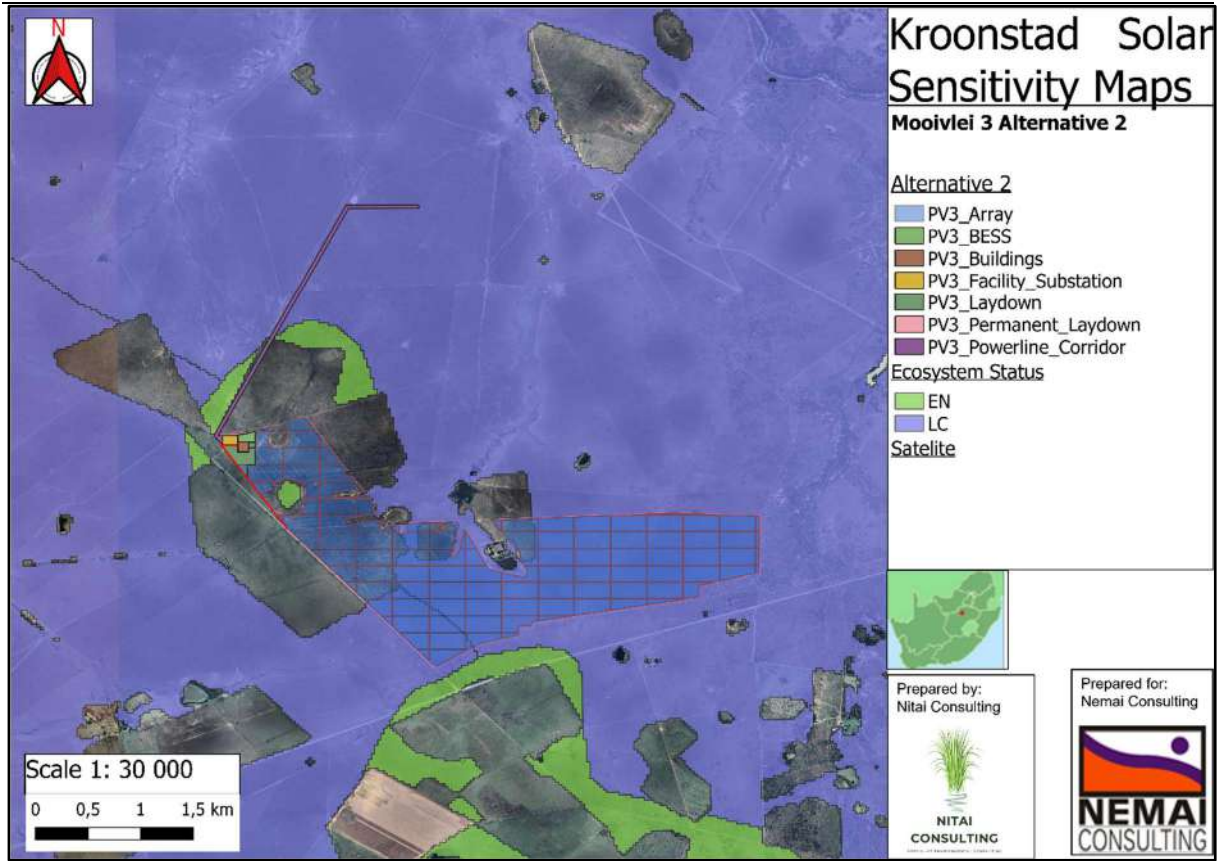 N
Kroonstad Solar
Sensitivity Maps
Mooivlei 3 Alternative 2
Alternative 2
PV3_Array
PV3_BESS
PV3_Buildings
PV3_Facility_Substation
PV3_Laydown
PV3_Permanent_Laydown
PV3_Powerline_Corridor
Ecosystem Status
EN
LC
Satelite
Scale 1: 30 000
0 0,5 1 1,5 km
Prepared by:
Nitai Consulting
NITAI
CONSULTING
Prepared for:
Nemai Consulting
NEMAI
CONSULTING